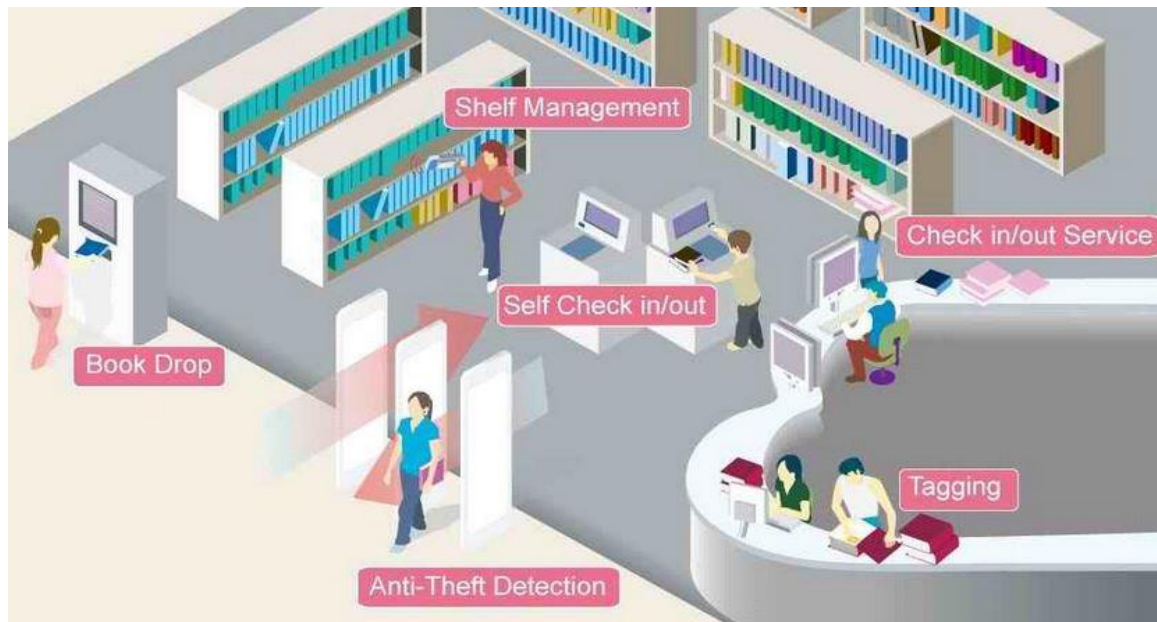 Shelf Management
Check in/out Service
Self Check in/out
Book Drop
Tagging
Anti-Theft Detection